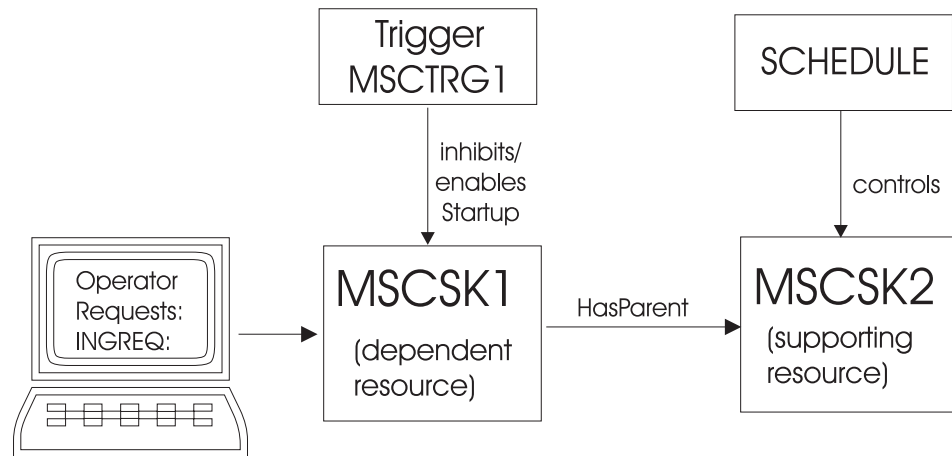 Trigger
MSCTRG1
SCHEDULE
inhibits/
enables
Startup
controls
Operator
Requests:
INGREQ:
MSCSK1
(dependent
resource)
HasParent
MSCSK2
(supporting
resource)